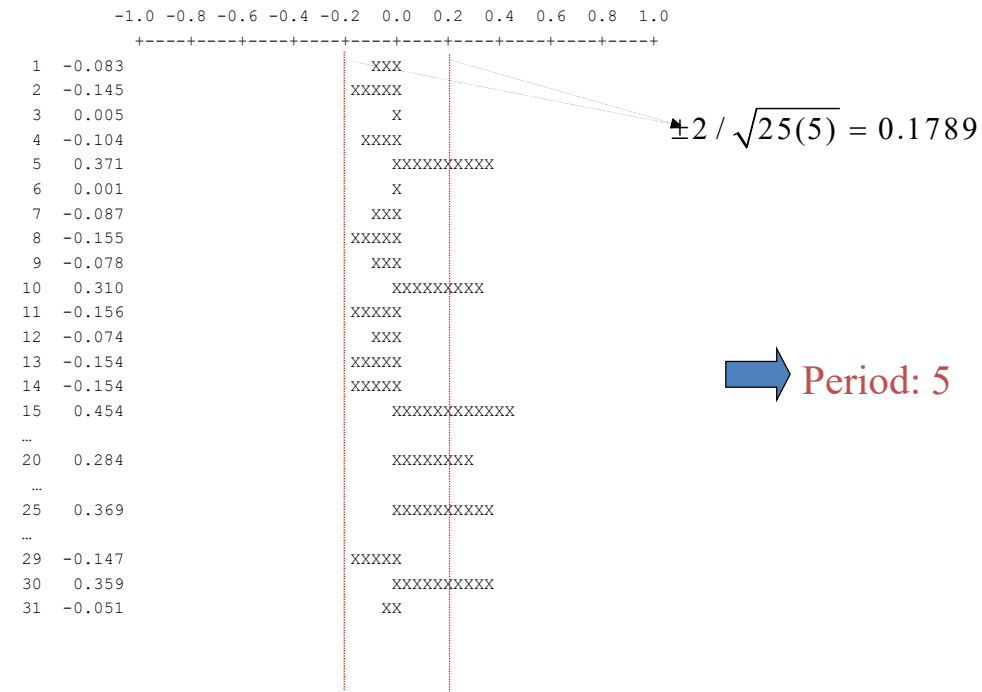 -1.0 -0.8 -0.6 -0.4 -0.2 0.0 0.2 0.4 0.6 0.8 1.0
+----+----+----+----+----+----+----+----+----+----+
1 -0.083 XXX
2 -0.145 XXXXX
3 0.005 X
4 -0.104 XXXX
±2 / √25(5) = 0.1789
5 0.371 XXXXXXXXXX
6 0.001 X
7 -0.087 XXX
8 -0.155 XXXXX
9 -0.078 XXX
10 0.310 XXXXXXXXX
11 -0.156 XXXXX
12 -0.074 XXX
13 -0.154 XXXXX
14 -0.154 XXXXX
Period: 5
15 0.454 XXXXXXXXXXXX
…
20 0.284 XXXXXXXX
…
25 0.369 XXXXXXXXXX
…
29 -0.147 XXXXX
30 0.359 XXXXXXXXXX
31 -0.051 XX